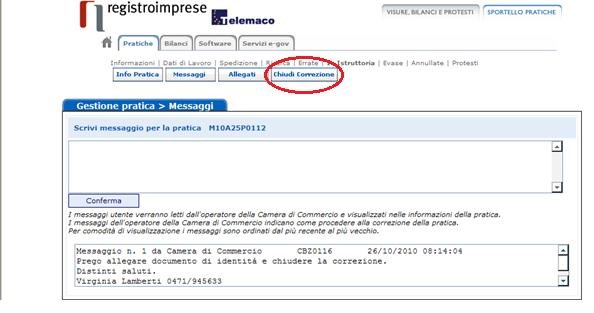 registroimprese
Telemaco
VISURE, BILANCI E PROTESTI
SPORTELLO PRATICHE
Pratiche Bilanci Software Servizi e-gov
Informazioni | Dati di Lavoro | Spedizione | Errate | Istruttoria | Evase | Annullate | Protesti
Info Pratica Messaggi Allegati Chiudi Correzione
Gestione pratica > Messaggi
Scrivi messaggio per la pratica M10A25P0112
Conferma
I messaggi utente verranno letti dall'operatore della Camera di Commercio e visualizzati nelle informazioni della pratica.
I messaggi dell'operatore della Camera di Commercio indicano come procedere alla correzione della pratica.
Per comodità di visualizzazione i messaggi sono ordinati dal più recente al più vecchio.
Messaggio n. 1 da Camera di Commercio CBZ0116 26/10/2010 08:14:04
Prego allegare documento di identitá e chiudere la correzione.
Distinti saluti.
Virginia Lamberti 0471/945633